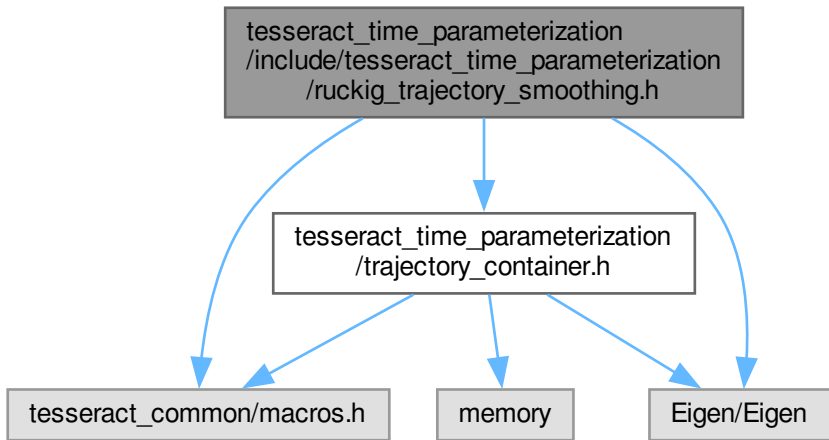 tesseract_time_parameterization
/include/tesseract_time_parameterization
/ruckig_trajectory_smoothing.h
tesseract_time_parameterization
/trajectory_container.h
tesseract_common/macros.h
memory
Eigen/Eigen